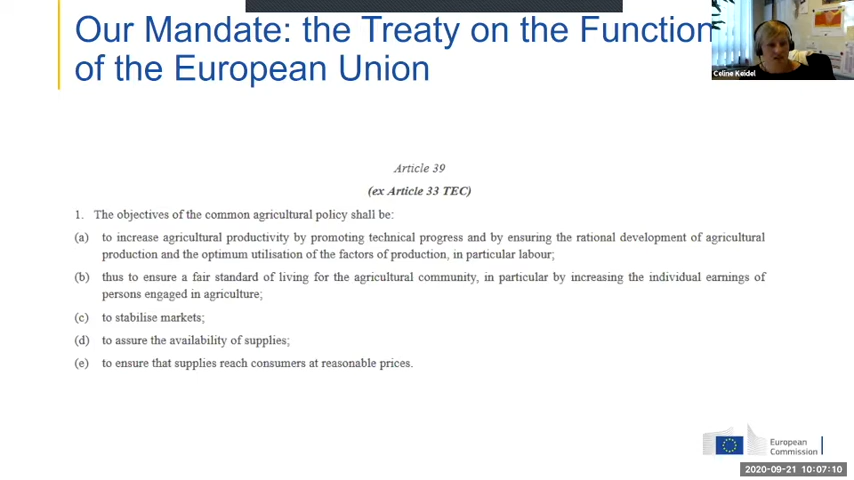 Our Mandate: the Treaty on the Function
of the European Union
Celine Keidel
Article 39
(ex Article 33 TEC)
1. The objectives of the common agricultural policy shall be:
(a) to increase agricultural productivity by promoting technical progress and by ensuring the rational development of agricultural
production and the optimum utilisation of the factors of production, in particular labour;
(b) thus to ensure a fair standard of living for the agricultural community, in particular by increasing the individual earnings of
persons engaged in agriculture;
(c) to stabilise markets;
(d) to assure the availability of supplies;
(e) to ensure that supplies reach consumers at reasonable prices.
European
Commission
2020-09-21 10:07:10